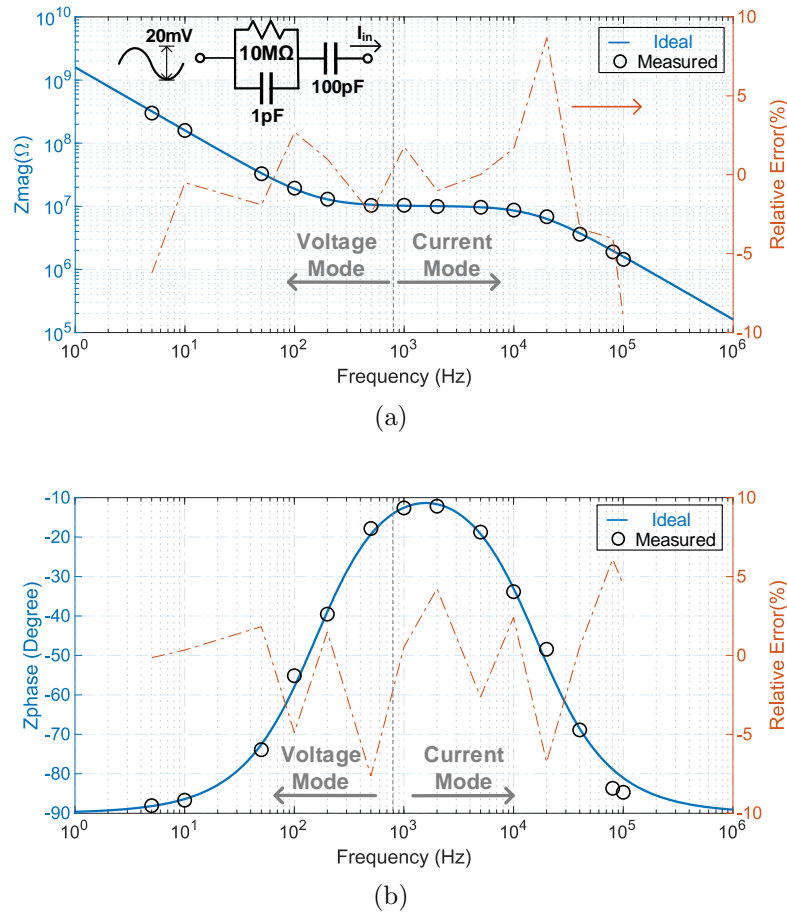 20mV
10MΩ
1pF
100pF
I_in
Ideal
Measured
10^10
10^9
10^8
10^7
10^6
10^5
Zmag(Ω)
10
5
0
-5
-10
Relative Error(%)
Voltage
Mode
Current
Mode
10^0 10^1 10^2 10^3 10^4 10^5 10^6
Frequency (Hz)
(a)
Ideal
Measured
-10
-20
-30
-40
-50
-60
-70
-80
-90
Zphase (Degree)
10
5
0
-5
-10
Relative Error(%)
Voltage
Mode
Current
Mode
10^0 10^1 10^2 10^3 10^4 10^5 10^6
Frequency (Hz)
(b)